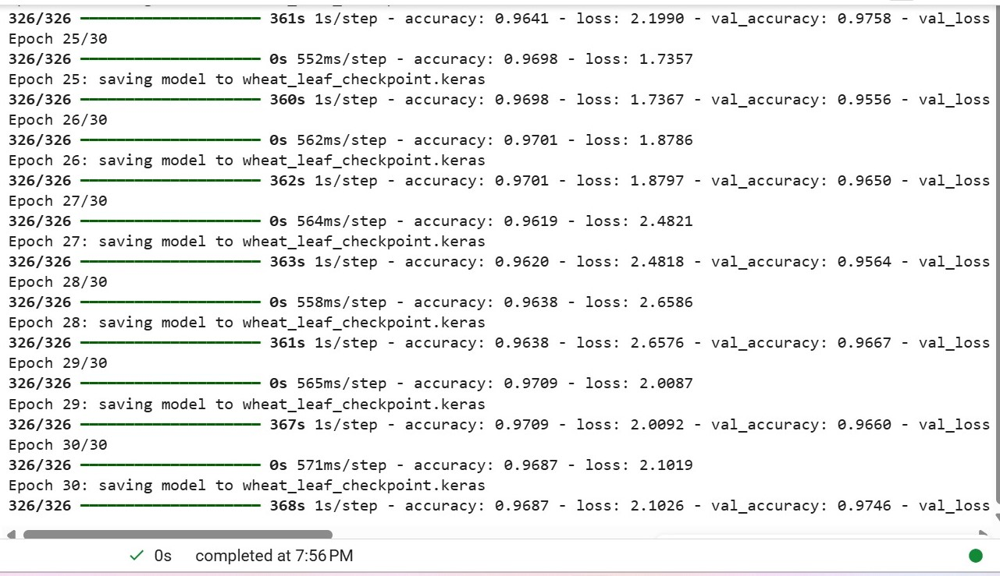 326/326 ━━━━━━━━━━━━━━━━━━━━ 361s 1s/step - accuracy: 0.9641 - loss: 2.1990 - val_accuracy: 0.9758 - val_loss
Epoch 25/30
326/326 ━━━━━━━━━━━━━━━━━━━━ 0s 552ms/step - accuracy: 0.9698 - loss: 1.7357
Epoch 25: saving model to wheat_leaf_checkpoint.keras
326/326 ━━━━━━━━━━━━━━━━━━━━ 360s 1s/step - accuracy: 0.9698 - loss: 1.7367 - val_accuracy: 0.9556 - val_loss
Epoch 26/30
326/326 ━━━━━━━━━━━━━━━━━━━━ 0s 562ms/step - accuracy: 0.9701 - loss: 1.8786
Epoch 26: saving model to wheat_leaf_checkpoint.keras
326/326 ━━━━━━━━━━━━━━━━━━━━ 362s 1s/step - accuracy: 0.9701 - loss: 1.8797 - val_accuracy: 0.9650 - val_loss
Epoch 27/30
326/326 ━━━━━━━━━━━━━━━━━━━━ 0s 564ms/step - accuracy: 0.9619 - loss: 2.4821
Epoch 27: saving model to wheat_leaf_checkpoint.keras
326/326 ━━━━━━━━━━━━━━━━━━━━ 363s 1s/step - accuracy: 0.9620 - loss: 2.4818 - val_accuracy: 0.9564 - val_loss
Epoch 28/30
326/326 ━━━━━━━━━━━━━━━━━━━━ 0s 558ms/step - accuracy: 0.9638 - loss: 2.6586
Epoch 28: saving model to wheat_leaf_checkpoint.keras
326/326 ━━━━━━━━━━━━━━━━━━━━ 361s 1s/step - accuracy: 0.9638 - loss: 2.6576 - val_accuracy: 0.9667 - val_loss
Epoch 29/30
326/326 ━━━━━━━━━━━━━━━━━━━━ 0s 565ms/step - accuracy: 0.9709 - loss: 2.0087
Epoch 29: saving model to wheat_leaf_checkpoint.keras
326/326 ━━━━━━━━━━━━━━━━━━━━ 367s 1s/step - accuracy: 0.9709 - loss: 2.0092 - val_accuracy: 0.9660 - val_loss
Epoch 30/30
326/326 ━━━━━━━━━━━━━━━━━━━━ 0s 571ms/step - accuracy: 0.9687 - loss: 2.1019
Epoch 30: saving model to wheat_leaf_checkpoint.keras
326/326 ━━━━━━━━━━━━━━━━━━━━ 368s 1s/step - accuracy: 0.9687 - loss: 2.1026 - val_accuracy: 0.9746 - val_loss
0s completed at 7:56 PM